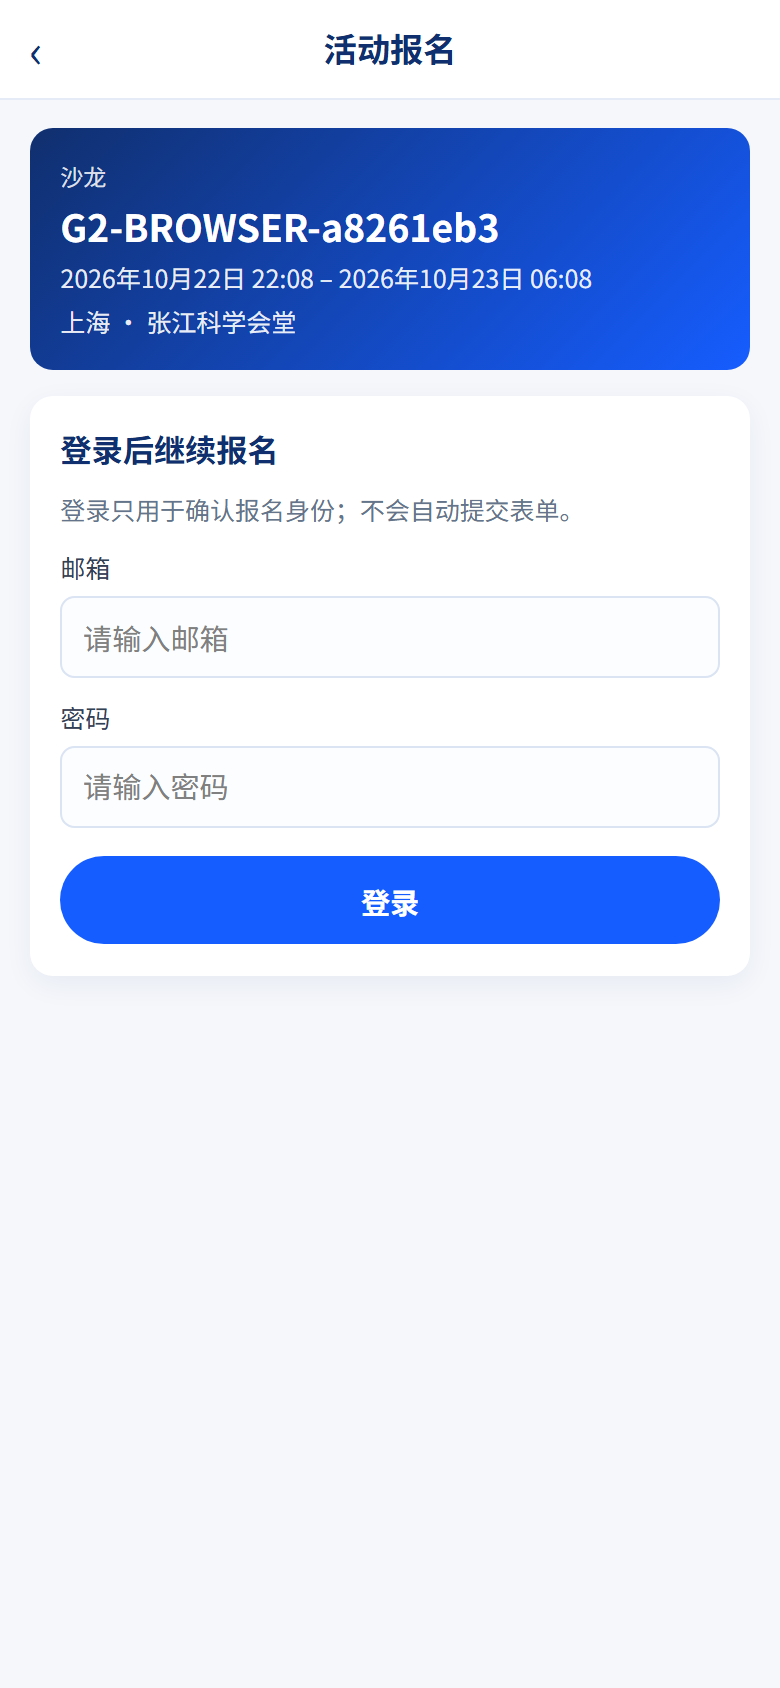 ‹
活动报名
沙龙
G2-BROWSER-a8261eb3
2026年10月22日 22:08 – 2026年10月23日 06:08
上海 · 张江科学会堂
登录后继续报名
登录只用于确认报名身份；不会自动提交表单。
邮箱
请输入邮箱
密码
请输入密码
登录